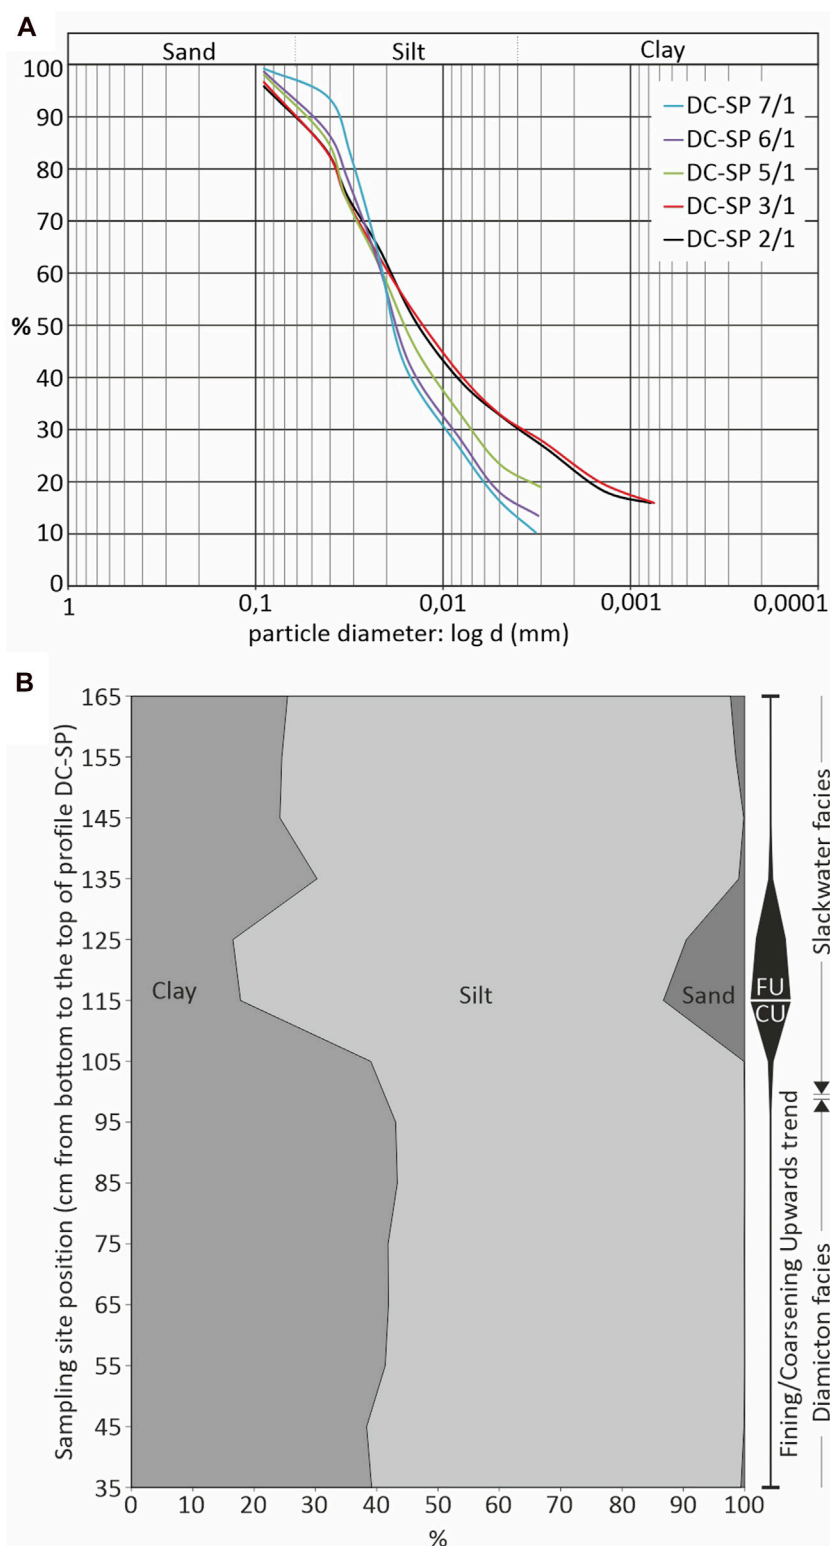 A
Sand Silt Clay
100
90
80
70
60
% 50
40
30
20
10
0
DC-SP 7/1
DC-SP 6/1
DC-SP 5/1
DC-SP 3/1
DC-SP 2/1
1 0,1 0,01 0,001 0,0001
particle diameter: log d (mm)
B
Sampling site position (cm from bottom to the top of profile DC-SP)
165
155
145
135
125
115
105
95
85
75
65
55
45
35
Clay Silt Sand
FU
CU
Fining/Coarsening Upwards trend
Slackwater facies
Diamicton facies
0 10 20 30 40 50 60 70 80 90 100
%